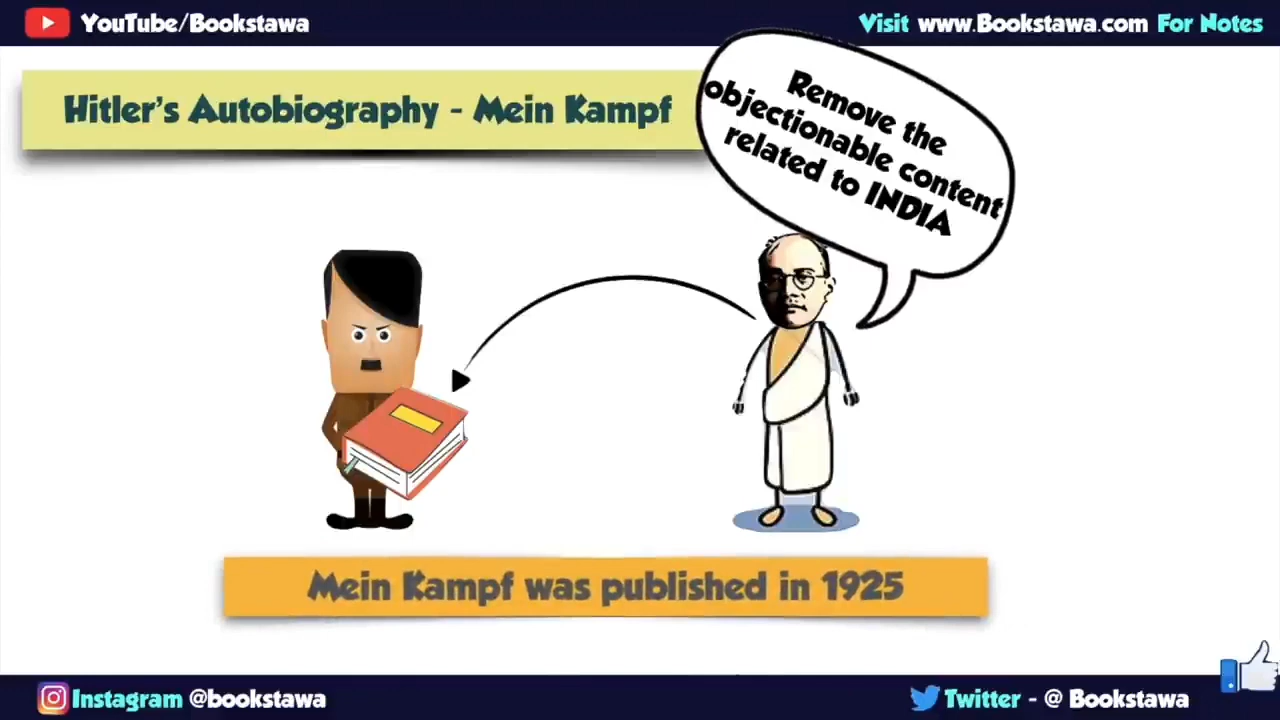 YouTube/Bookstawa
Visit www.Bookstawa.com For Notes
Hitler's Autobiography - Mein Kampf
Remove the
objectionable content
related to INDIA
Mein Kampf was published in 1925
Instagram @bookstawa
Twitter - @ Bookstawa